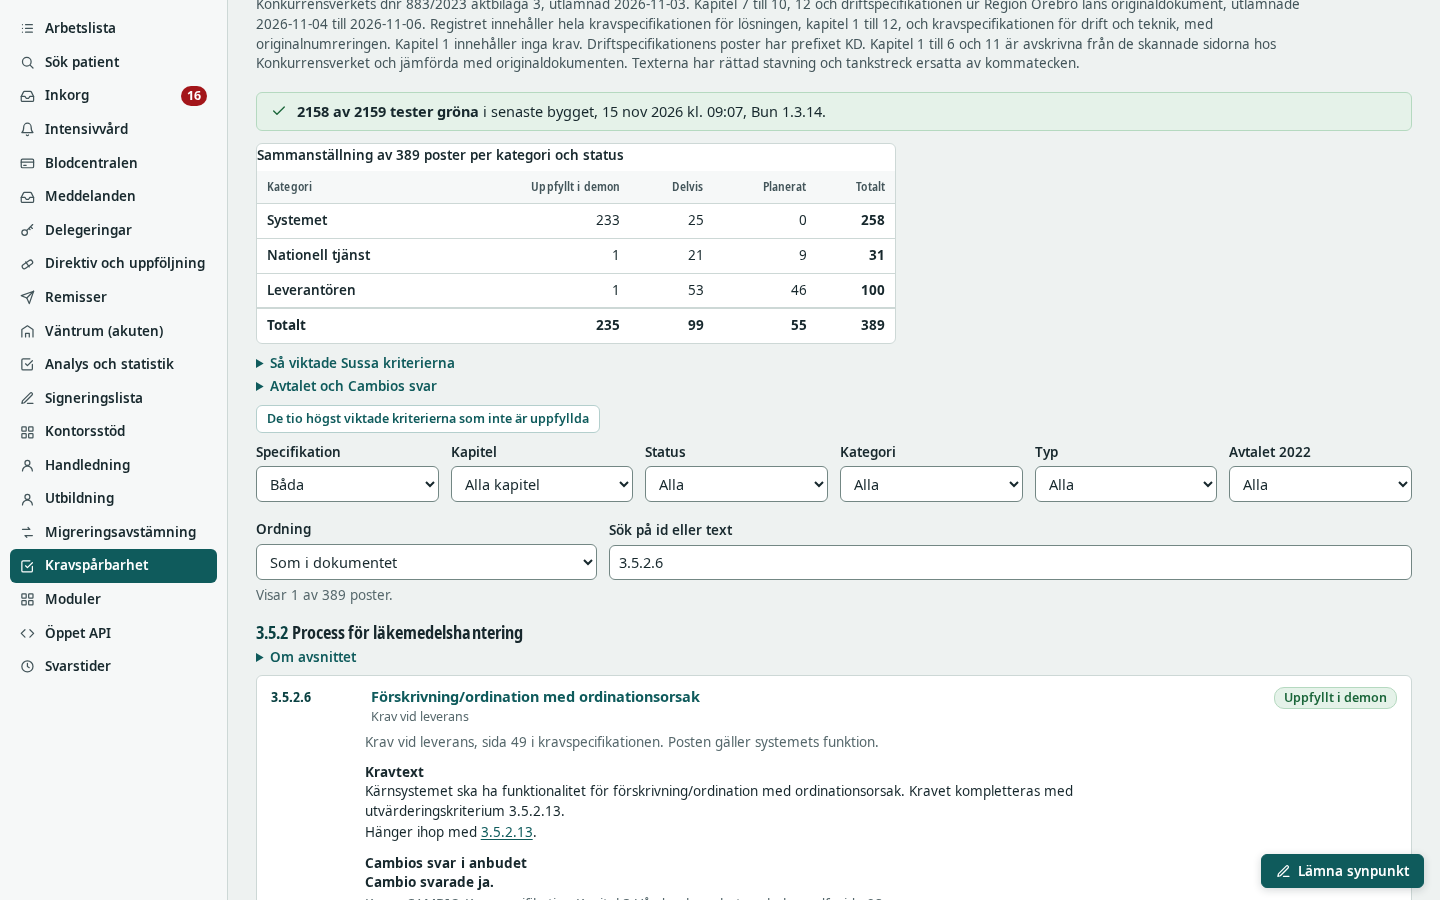 Arbetslista
Sök patient
Inkorg 16
Intensivvård
Blodcentralen
Meddelanden
Delegeringar
Direktiv och uppföljning
Remisser
Väntrum (akuten)
Analys och statistik
Signeringslista
Kontorsstöd
Handledning
Utbildning
Migreringsavstämning
Kravspårbarhet
Moduler
Öppet API
Svarstider
Konkurrensverkets dnr 883/2023 aktbilaga 3, utlämnad 2026-11-03. Kapitel 7 till 10, 12 och driftspecifikationen ur Region Örebro läns originaldokument, utlämnade
2026-11-04 till 2026-11-06. Registret innehåller hela kravspecifikationen för lösningen, kapitel 1 till 12, och kravspecifikationen för drift och teknik, med
originalnumreringen. Kapitel 1 innehåller inga krav. Driftspecifikationens poster har prefixet KD. Kapitel 1 till 6 och 11 är avskrivna från de skannade sidorna hos
Konkurrensverket och jämförda med originaldokumenten. Texterna har rättad stavning och tankstreck ersatta av kommatecken.
2158 av 2159 tester gröna i senaste bygget, 15 nov 2026 kl. 09:07, Bun 1.3.14.
Sammanställning av 389 poster per kategori och status
Kategori Uppfyllt i demon Delvis Planerat Totalt
Systemet 233 25 0 258
Nationell tjänst 1 21 9 31
Leverantören 1 53 46 100
Totalt 235 99 55 389
Så viktade Sussa kriterierna
Avtalet och Cambios svar
De tio högst viktade kriterierna som inte är uppfyllda
Specifikation Kapitel Status Kategori Typ Avtalet 2022
Båda Alla kapitel Alla Alla Alla Alla
Ordning Sök på id eller text
Som i dokumentet 3.5.2.6
Visar 1 av 389 poster.
3.5.2 Process för läkemedelshantering
Om avsnittet
3.5.2.6 Förskrivning/ordination med ordinationsorsak Uppfyllt i demon
Krav vid leverans
Krav vid leverans, sida 49 i kravspecifikationen. Posten gäller systemets funktion.
Kravtext
Kärnsystemet ska ha funktionalitet för förskrivning/ordination med ordinationsorsak. Kravet kompletteras med
utvärderingskriterium 3.5.2.13.
Hänger ihop med 3.5.2.13.
Cambios svar i anbudet
Cambio svarade ja.
Lämna synpunkt